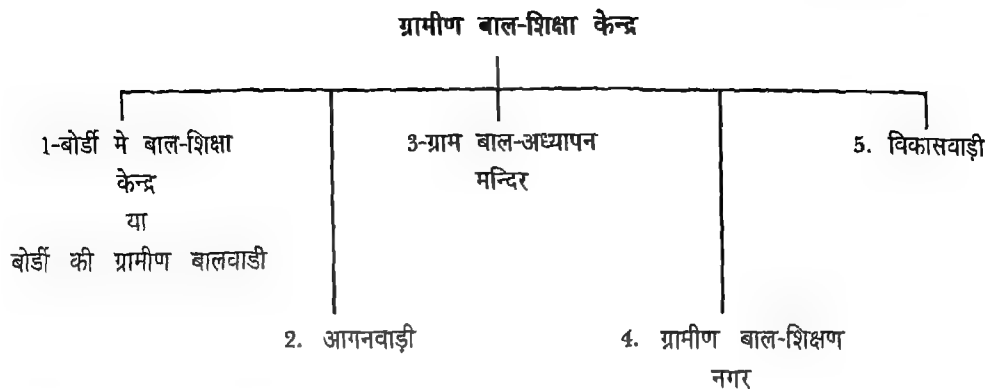 ग्रामीण बाल-शिक्षा केन्द्र
1-बोर्डी मे बाल-शिक्षा
केन्द्र
या
बोर्डी की ग्रामीण बालवाडी
2. आगनवाड़ी
3-ग्राम बाल-अध्यापन
मन्दिर
4. ग्रामीण बाल-शिक्षण
नगर
5. विकासवाड़ी